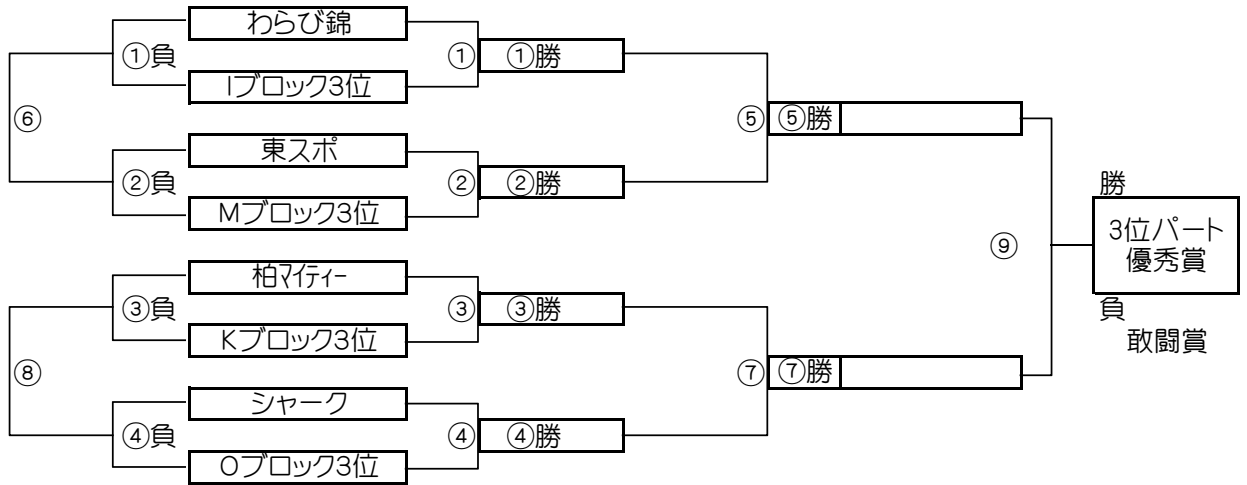 わらび錦
①負
①
①勝
Iブロック3位
⑥
⑤
⑤勝
東スポ
②負
②
②勝
勝
Mブロック3位
3位パート
優秀賞
⑨
柏マイティー
③負
③
③勝
負
Kブロック3位
敢闘賞
⑧
⑦
⑦勝
シャーク
④負
④
④勝
Oブロック3位